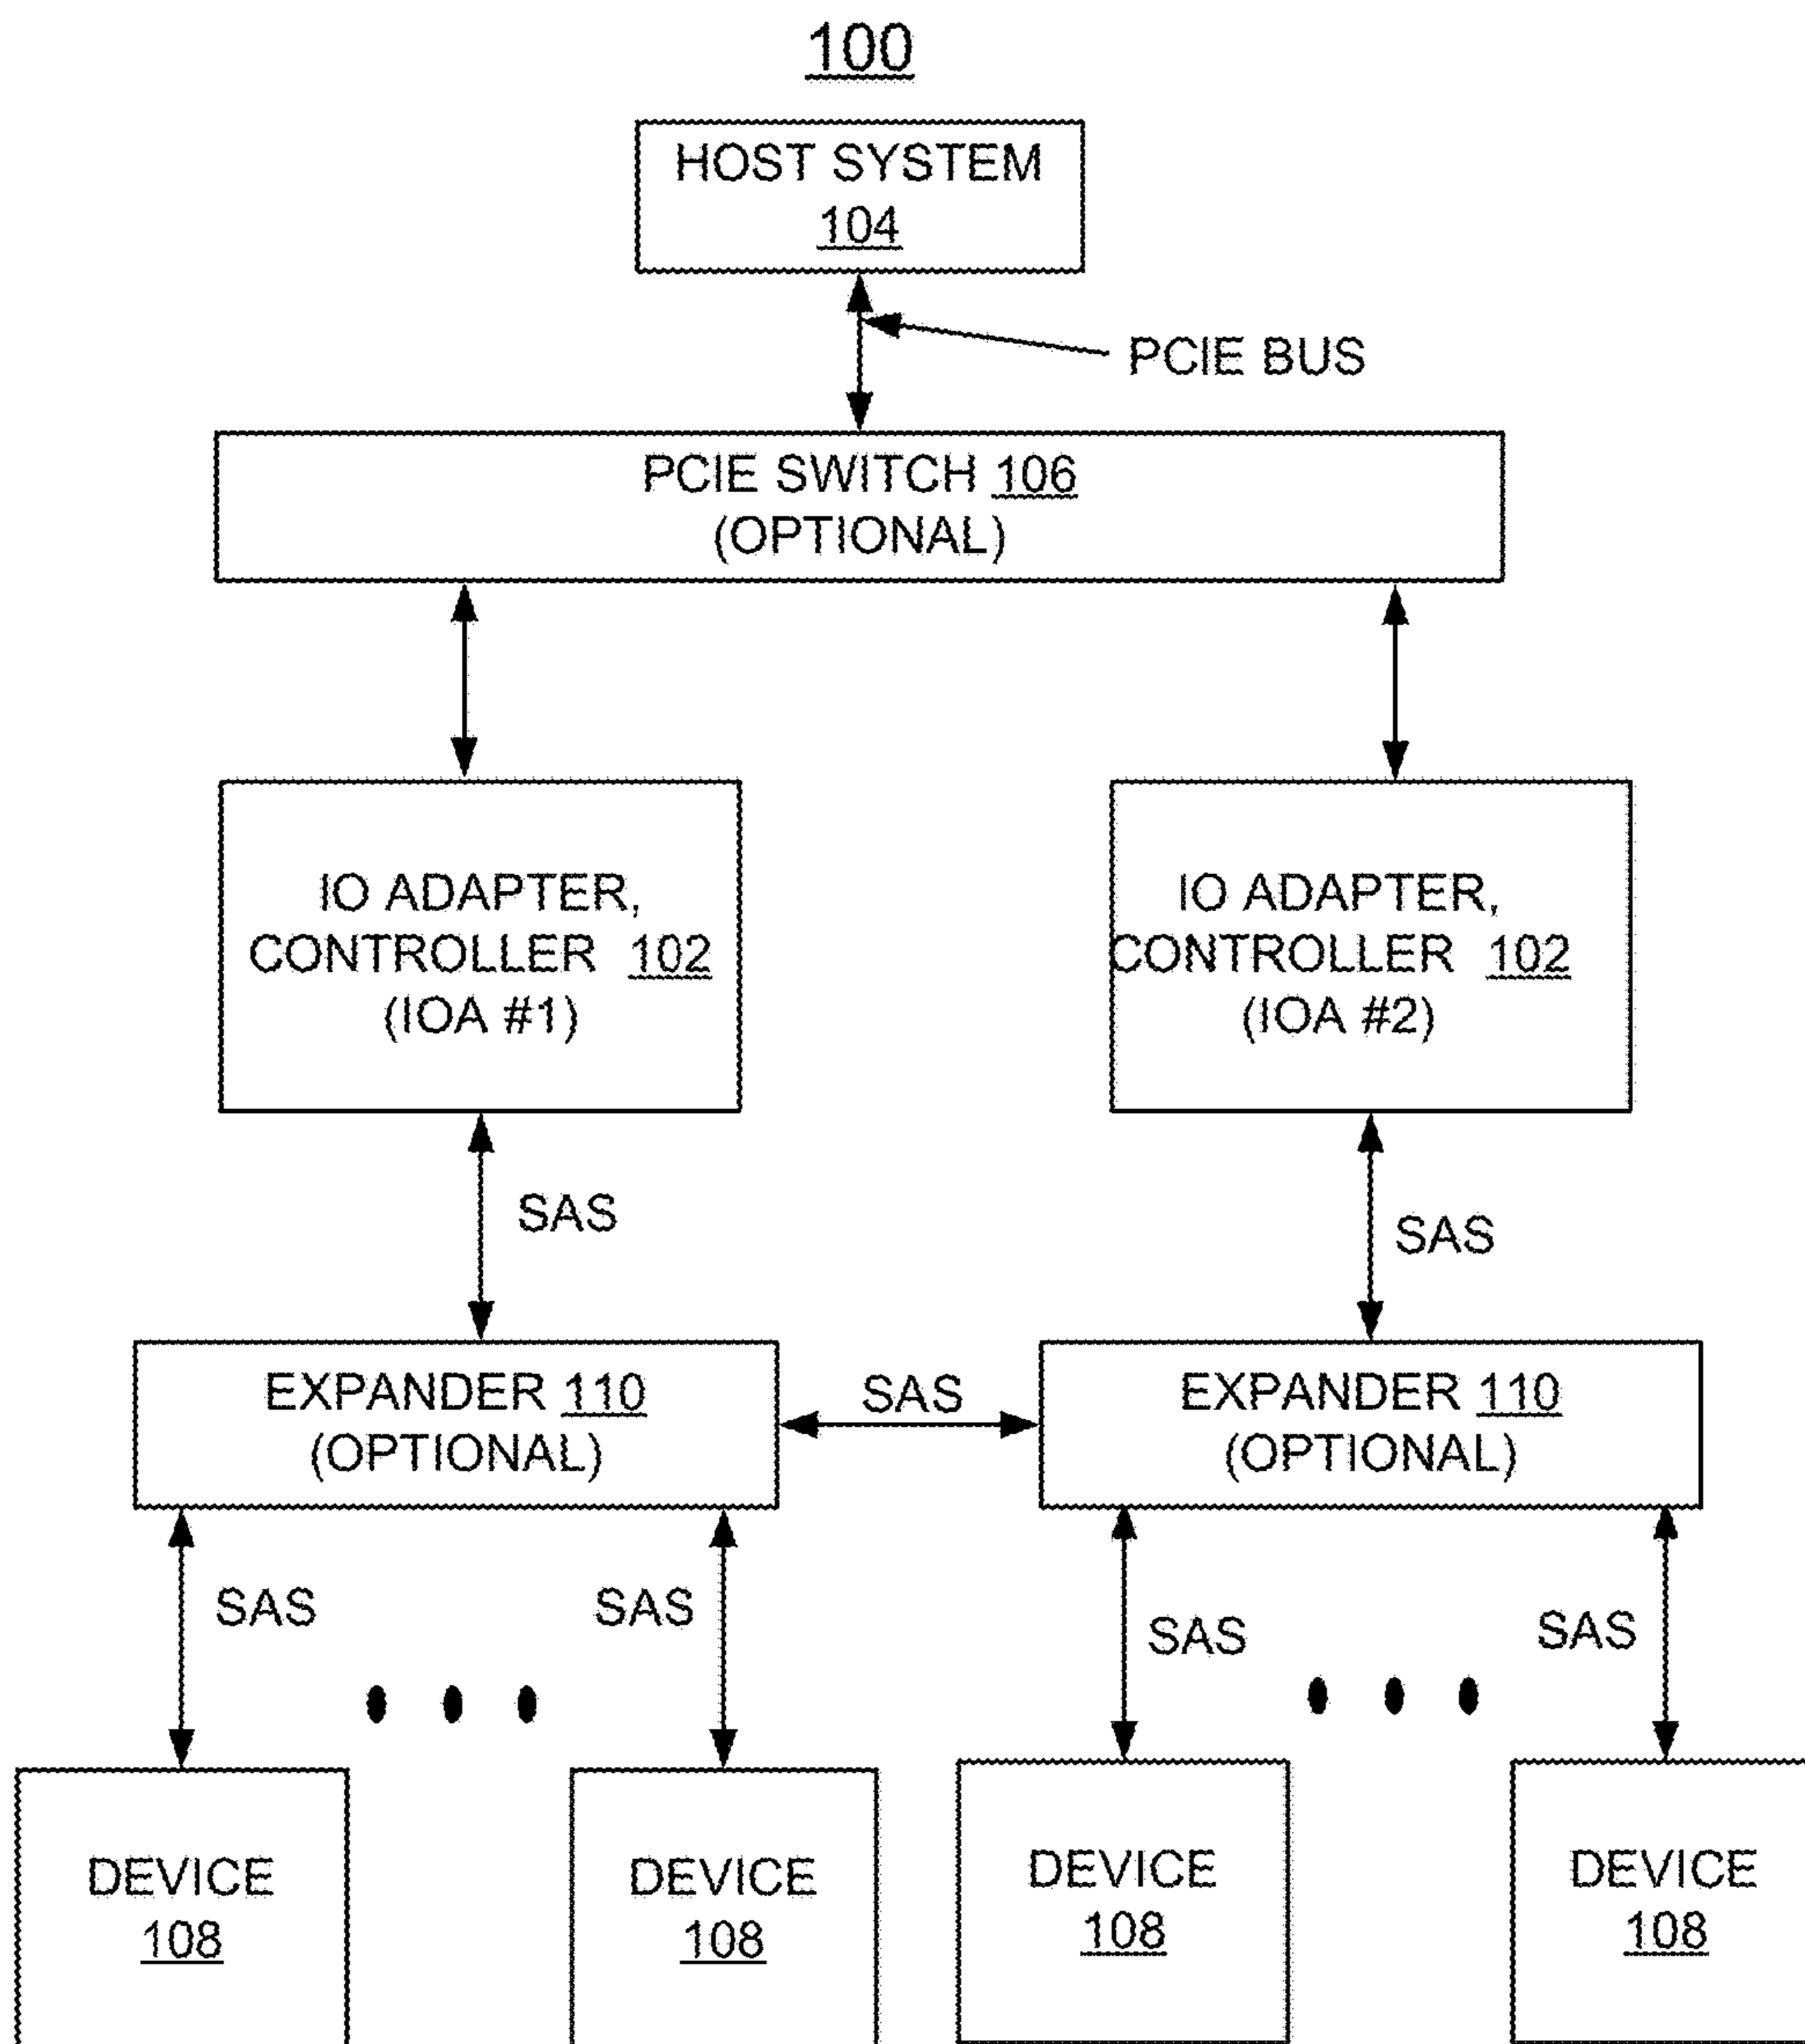 100
HOST SYSTEM
104
PCIE BUS
PCIE SWITCH 106
(OPTIONAL)
IO ADAPTER,
CONTROLLER 102
(IOA #1)
IO ADAPTER,
CONTROLLER 102
(IOA #2)
SAS
SAS
EXPANDER 110
(OPTIONAL)
SAS
EXPANDER 110
(OPTIONAL)
SAS
SAS
SAS
SAS
DEVICE
108
DEVICE
108
DEVICE
108
DEVICE
108